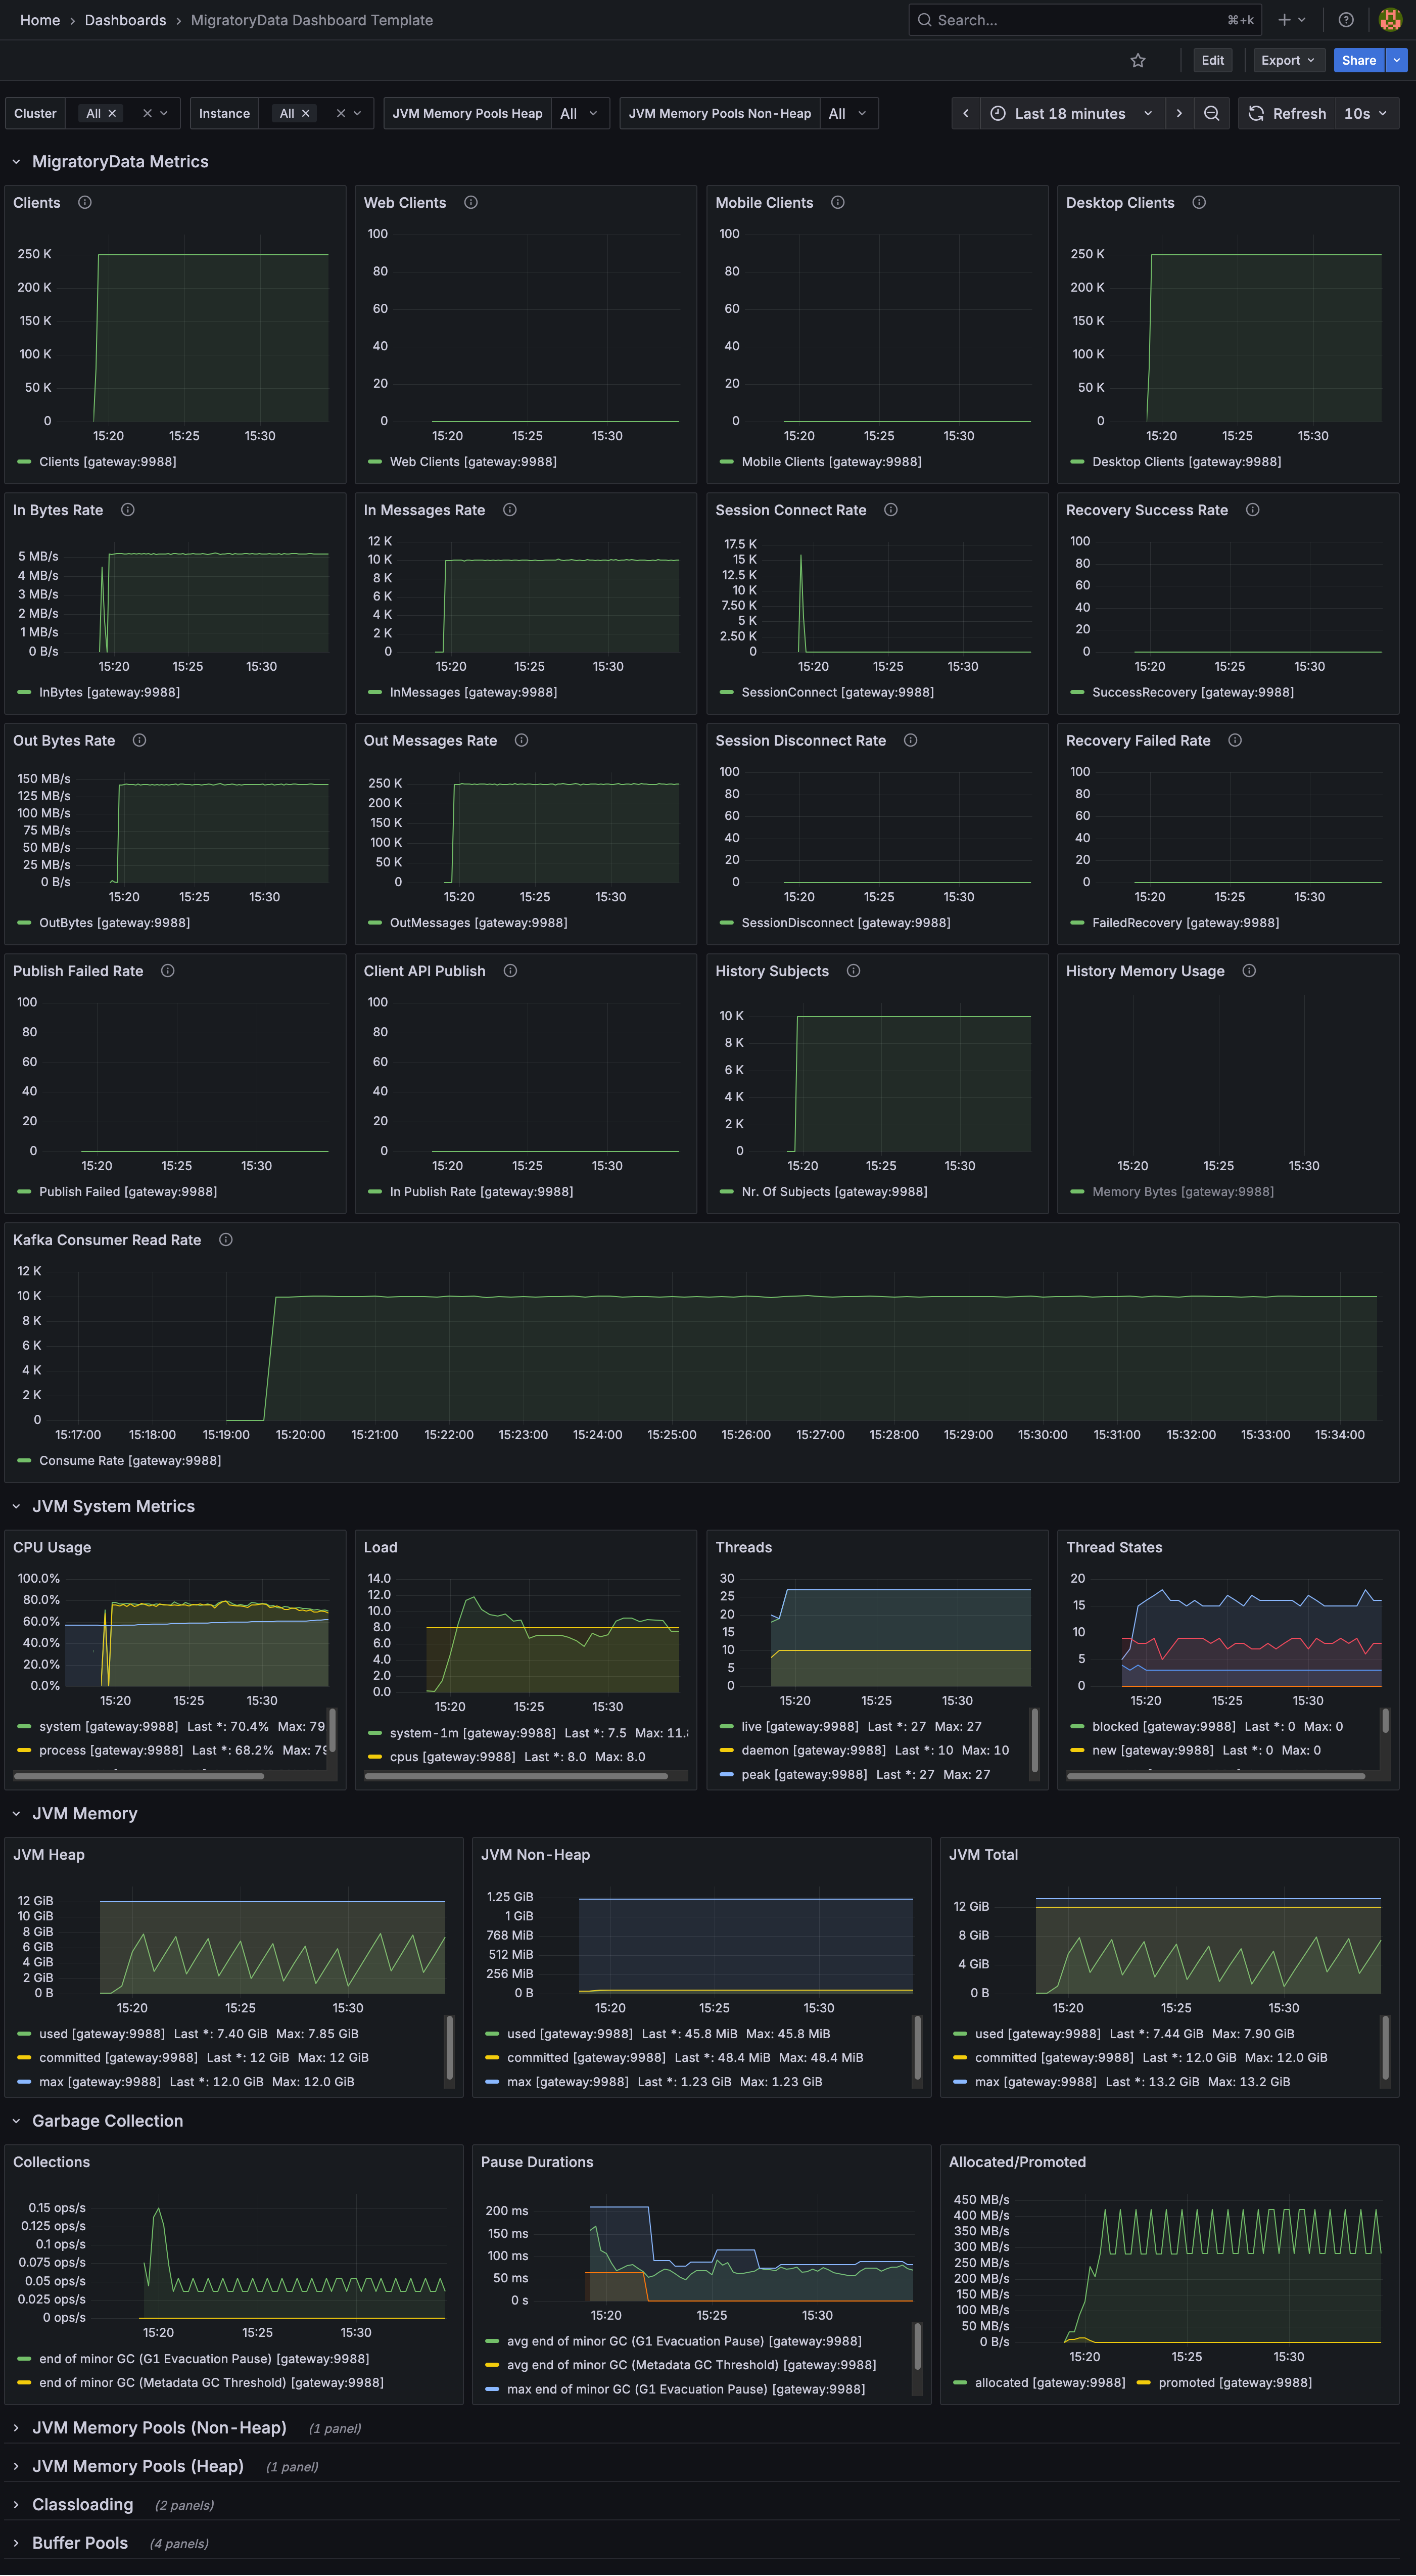 Home › Dashboards › MigratoryData Dashboard Template
Search... ⌘+k
Edit Export Share
Cluster All Instance All JVM Memory Pools Heap All JVM Memory Pools Non-Heap All Last 18 minutes Refresh 10s
MigratoryData Metrics
Clients
250 K
200 K
150 K
100 K
50 K
0
15:20 15:25 15:30
Clients [gateway:9988]
Web Clients
100
80
60
40
20
0
15:20 15:25 15:30
Web Clients [gateway:9988]
Mobile Clients
100
80
60
40
20
0
15:20 15:25 15:30
Mobile Clients [gateway:9988]
Desktop Clients
250 K
200 K
150 K
100 K
50 K
0
15:20 15:25 15:30
Desktop Clients [gateway:9988]
In Bytes Rate
5 MB/s
4 MB/s
3 MB/s
2 MB/s
1 MB/s
0 B/s
15:20 15:25 15:30
InBytes [gateway:9988]
In Messages Rate
12 K
10 K
8 K
6 K
4 K
2 K
0
15:20 15:25 15:30
InMessages [gateway:9988]
Session Connect Rate
17.5 K
15 K
12.5 K
10 K
7.50 K
5 K
2.50 K
0
15:20 15:25 15:30
SessionConnect [gateway:9988]
Recovery Success Rate
100
80
60
40
20
0
15:20 15:25 15:30
SuccessRecovery [gateway:9988]
Out Bytes Rate
150 MB/s
125 MB/s
100 MB/s
75 MB/s
50 MB/s
25 MB/s
0 B/s
15:20 15:25 15:30
OutBytes [gateway:9988]
Out Messages Rate
250 K
200 K
150 K
100 K
50 K
0
15:20 15:25 15:30
OutMessages [gateway:9988]
Session Disconnect Rate
100
80
60
40
20
0
15:20 15:25 15:30
SessionDisconnect [gateway:9988]
Recovery Failed Rate
100
80
60
40
20
0
15:20 15:25 15:30
FailedRecovery [gateway:9988]
Publish Failed Rate
100
80
60
40
20
0
15:20 15:25 15:30
Publish Failed [gateway:9988]
Client API Publish
100
80
60
40
20
0
15:20 15:25 15:30
In Publish Rate [gateway:9988]
History Subjects
10 K
8 K
6 K
4 K
2 K
0
15:20 15:25 15:30
Nr. Of Subjects [gateway:9988]
History Memory Usage
15:20 15:25 15:30
Memory Bytes [gateway:9988]
Kafka Consumer Read Rate
12 K
10 K
8 K
6 K
4 K
2 K
0
15:17:00 15:18:00 15:19:00 15:20:00 15:21:00 15:22:00 15:23:00 15:24:00 15:25:00 15:26:00 15:27:00 15:28:00 15:29:00 15:30:00 15:31:00 15:32:00 15:33:00 15:34:00
Consume Rate [gateway:9988]
JVM System Metrics
CPU Usage
100.0%
80.0%
60.0%
40.0%
20.0%
0.0%
15:20 15:25 15:30
system [gateway:9988] Last *: 70.4% Max: 79
process [gateway:9988] Last *: 68.2% Max: 79
Load
14.0
12.0
10.0
8.0
6.0
4.0
2.0
0.0
15:20 15:25 15:30
system-1m [gateway:9988] Last *: 7.5 Max: 11.8
cpus [gateway:9988] Last *: 8.0 Max: 8.0
Threads
30
25
20
15
10
5
0
15:20 15:25 15:30
live [gateway:9988] Last *: 27 Max: 27
daemon [gateway:9988] Last *: 10 Max: 10
peak [gateway:9988] Last *: 27 Max: 27
Thread States
20
15
10
5
0
15:20 15:25 15:30
blocked [gateway:9988] Last *: 0 Max: 0
new [gateway:9988] Last *: 0 Max: 0
JVM Memory
JVM Heap
12 GiB
10 GiB
8 GiB
6 GiB
4 GiB
2 GiB
0 B
15:20 15:25 15:30
used [gateway:9988] Last *: 7.40 GiB Max: 7.85 GiB
committed [gateway:9988] Last *: 12 GiB Max: 12 GiB
max [gateway:9988] Last *: 12.0 GiB Max: 12.0 GiB
JVM Non-Heap
1.25 GiB
1 GiB
768 MiB
512 MiB
256 MiB
0 B
15:20 15:25 15:30
used [gateway:9988] Last *: 45.8 MiB Max: 45.8 MiB
committed [gateway:9988] Last *: 48.4 MiB Max: 48.4 MiB
max [gateway:9988] Last *: 1.23 GiB Max: 1.23 GiB
JVM Total
12 GiB
8 GiB
4 GiB
0 B
15:20 15:25 15:30
used [gateway:9988] Last *: 7.44 GiB Max: 7.90 GiB
committed [gateway:9988] Last *: 12.0 GiB Max: 12.0 GiB
max [gateway:9988] Last *: 13.2 GiB Max: 13.2 GiB
Garbage Collection
Collections
0.15 ops/s
0.125 ops/s
0.1 ops/s
0.075 ops/s
0.05 ops/s
0.025 ops/s
0 ops/s
15:20 15:25 15:30
end of minor GC (G1 Evacuation Pause) [gateway:9988]
end of minor GC (Metadata GC Threshold) [gateway:9988]
Pause Durations
200 ms
150 ms
100 ms
50 ms
0 s
15:20 15:25 15:30
avg end of minor GC (G1 Evacuation Pause) [gateway:9988]
avg end of minor GC (Metadata GC Threshold) [gateway:9988]
max end of minor GC (G1 Evacuation Pause) [gateway:9988]
Allocated/Promoted
450 MB/s
400 MB/s
350 MB/s
300 MB/s
250 MB/s
200 MB/s
150 MB/s
100 MB/s
50 MB/s
0 B/s
15:20 15:25 15:30
allocated [gateway:9988] promoted [gateway:9988]
JVM Memory Pools (Non-Heap) (1 panel)
JVM Memory Pools (Heap) (1 panel)
Classloading (2 panels)
Buffer Pools (4 panels)